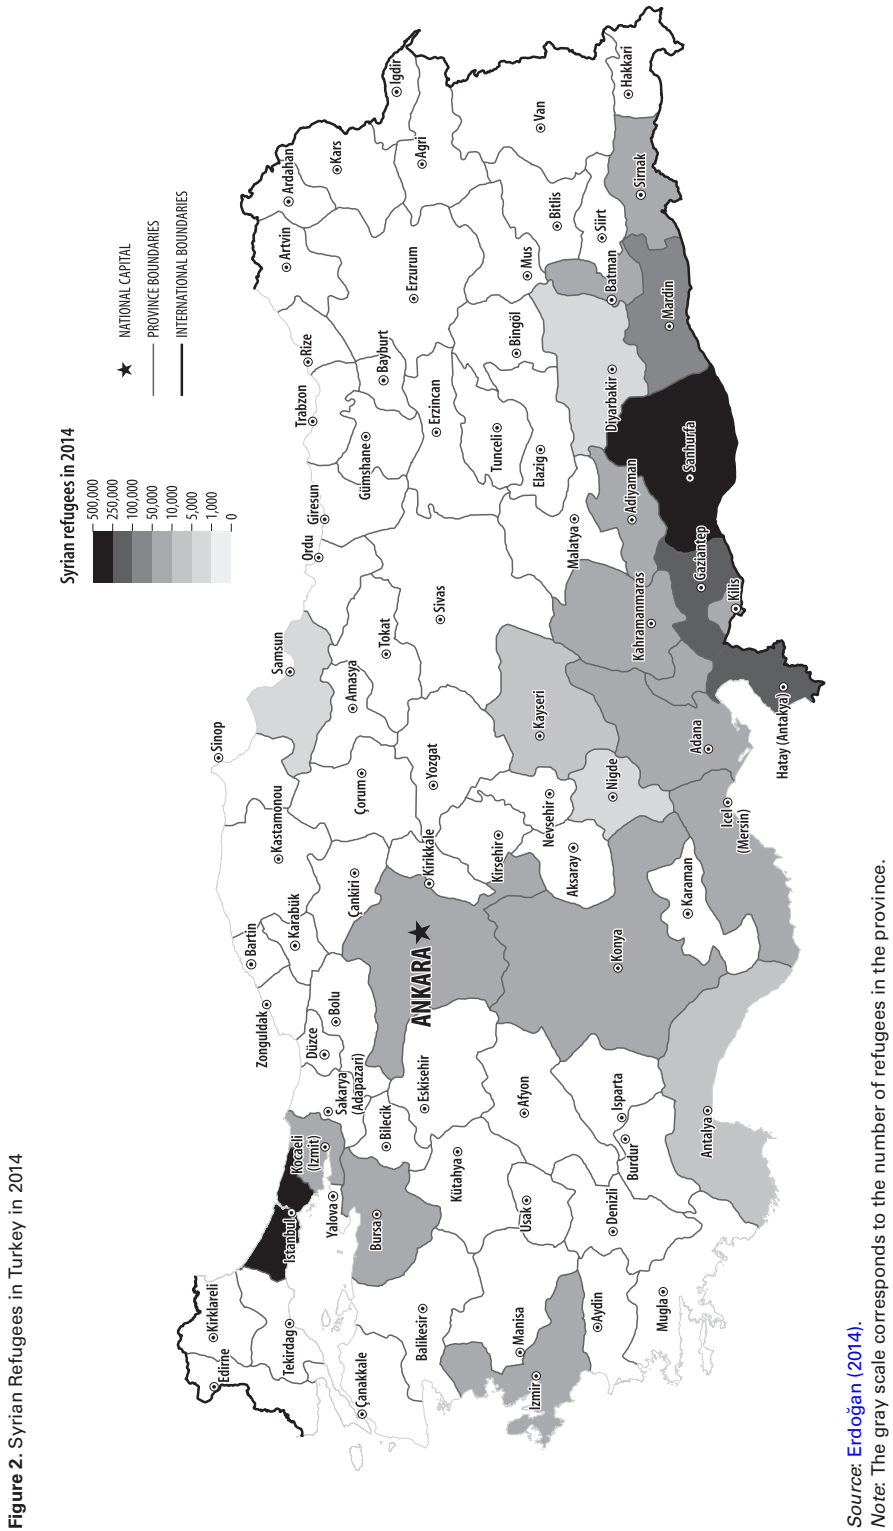 Figure 2. Syrian Refugees in Turkey in 2014
Syrian refugees in 2014
500,000
250,000
100,000
50,000
10,000
5,000
1,000
0
NATIONAL CAPITAL
PROVINCE BOUNDARIES
INTERNATIONAL BOUNDARIES
Edirne
Kirklareli
Tekirdag
Istanbul
Kocaeli
(Izmit)
Yalova
Çanakkale
Balikesir
Bursa
Sakarya
(Adapazari)
Bilecik
Düzce
Bolu
Zonguldak
Bartin
Karabük
Kastamonou
Sinop
Çankiri
Çorum
Samsun
Amasya
Tokat
Ordu
Giresun
Gümshane
Trabzon
Rize
Bayburt
Artvin
Ardahan
Kars
Igdir
Agri
Erzurum
Erzincan
Sivas
Yozgat
Kirikkale
ANKARA
Eskisehir
Kütahya
Manisa
Izmir
Usak
Afyon
Aydin
Denizli
Mugla
Burdur
Isparta
Antalya
Konya
Karaman
Aksaray
Kirsehir
Nevsehir
Nigde
Kayseri
Icel
(Mersin)
Adana
Hatay (Antakya)
Kahramanmaras
Malatya
Elazig
Tunceli
Bingöl
Mus
Bitlis
Van
Hakkari
Siirt
Sirnak
Batman
Mardin
Diyarbakir
Adiyaman
Sanliurfa
Gaziantep
Kilis
Source: Erdoğan (2014).
Note: The gray scale corresponds to the number of refugees in the province.